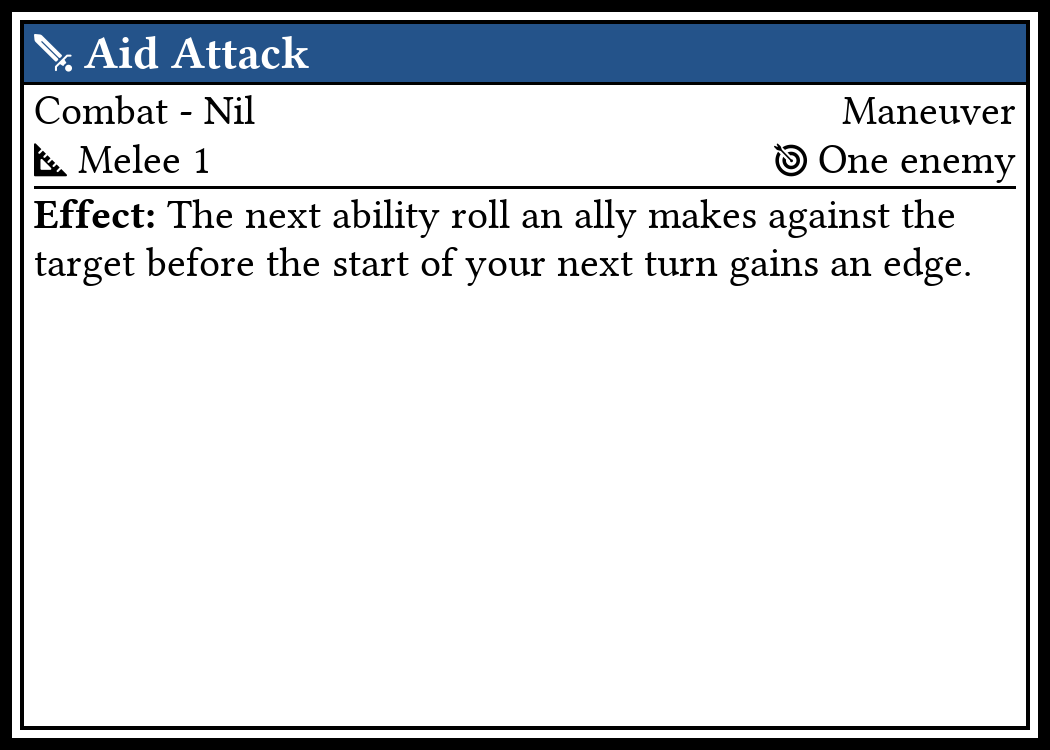 Aid Attack
Combat - Nil Maneuver
Melee 1 One enemy
Effect: The next ability roll an ally makes against the
target before the start of your next turn gains an edge.